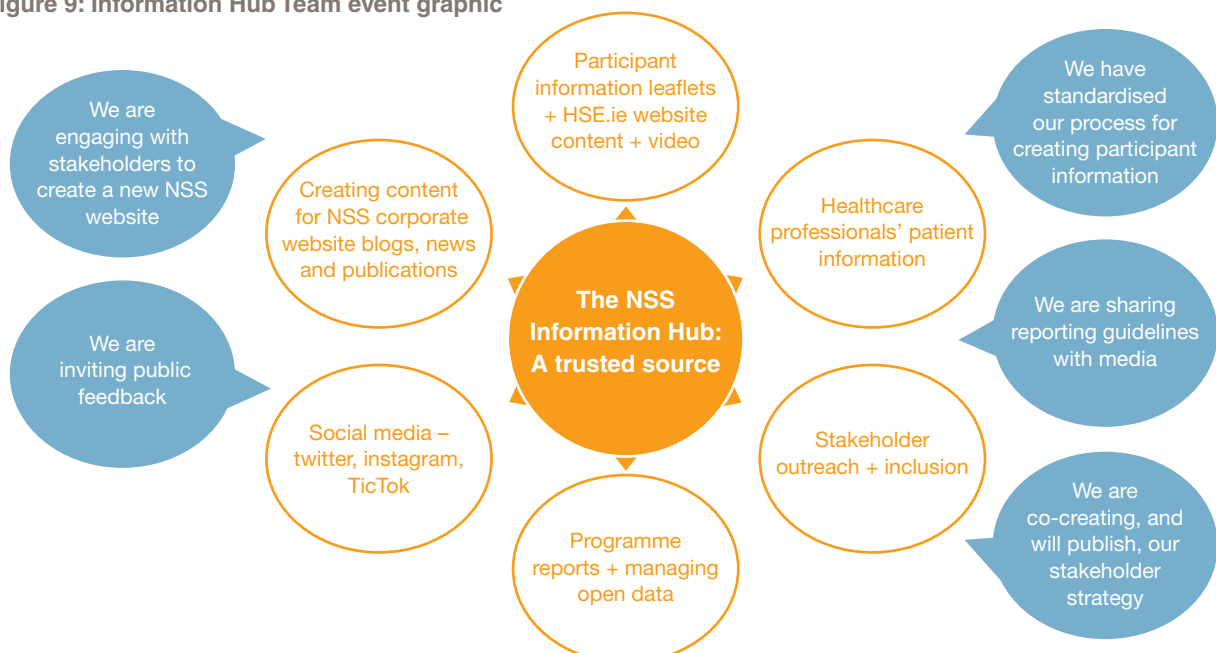 igure 9: Information Hub Team event graphic
We are
engaging with
stakeholders to
create a new NSS
website
Creating content
for NSS corporate
website blogs, news
and publications
Participant
information leaflets
+ HSE.ie website
content + video
Healthcare
professionals’ patient
information
We have
standardised
our process for
creating participant
information
The NSS
Information Hub:
A trusted source
We are
inviting public
feedback
Social media –
twitter, instagram,
TicTok
Programme
reports + managing
open data
Stakeholder
outreach + inclusion
We are sharing
reporting guidelines
with media
We are
co-creating, and
will publish, our
stakeholder
strategy